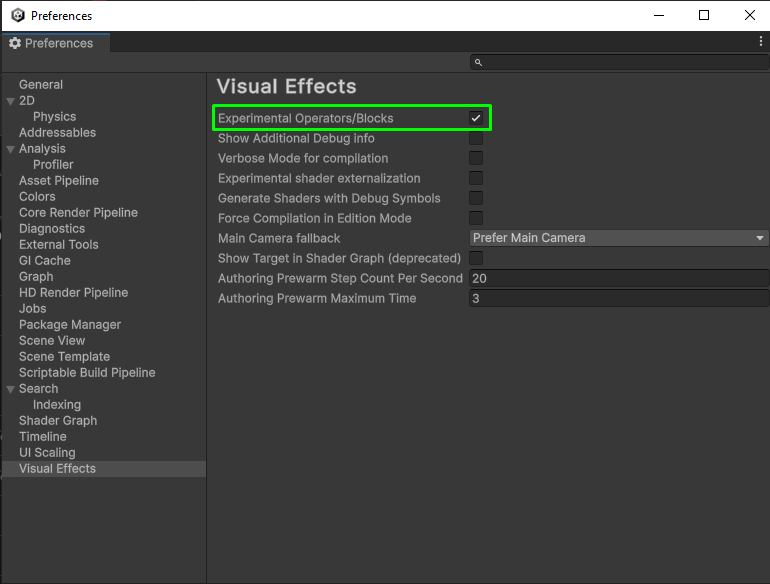 Preferences
Preferences
General
2D
Physics
Addressables
Analysis
Profiler
Asset Pipeline
Colors
Core Render Pipeline
Diagnostics
External Tools
GI Cache
Graph
HD Render Pipeline
Jobs
Package Manager
Scene View
Scene Template
Scriptable Build Pipeline
Search
Indexing
Shader Graph
Timeline
UI Scaling
Visual Effects
Visual Effects
Experimental Operators/Blocks
Show Additional Debug info
Verbose Mode for compilation
Experimental shader externalization
Generate Shaders with Debug Symbols
Force Compilation in Edition Mode
Main Camera fallback Prefer Main Camera
Show Target in Shader Graph (deprecated)
Authoring Prewarm Step Count Per Second 20
Authoring Prewarm Maximum Time 3